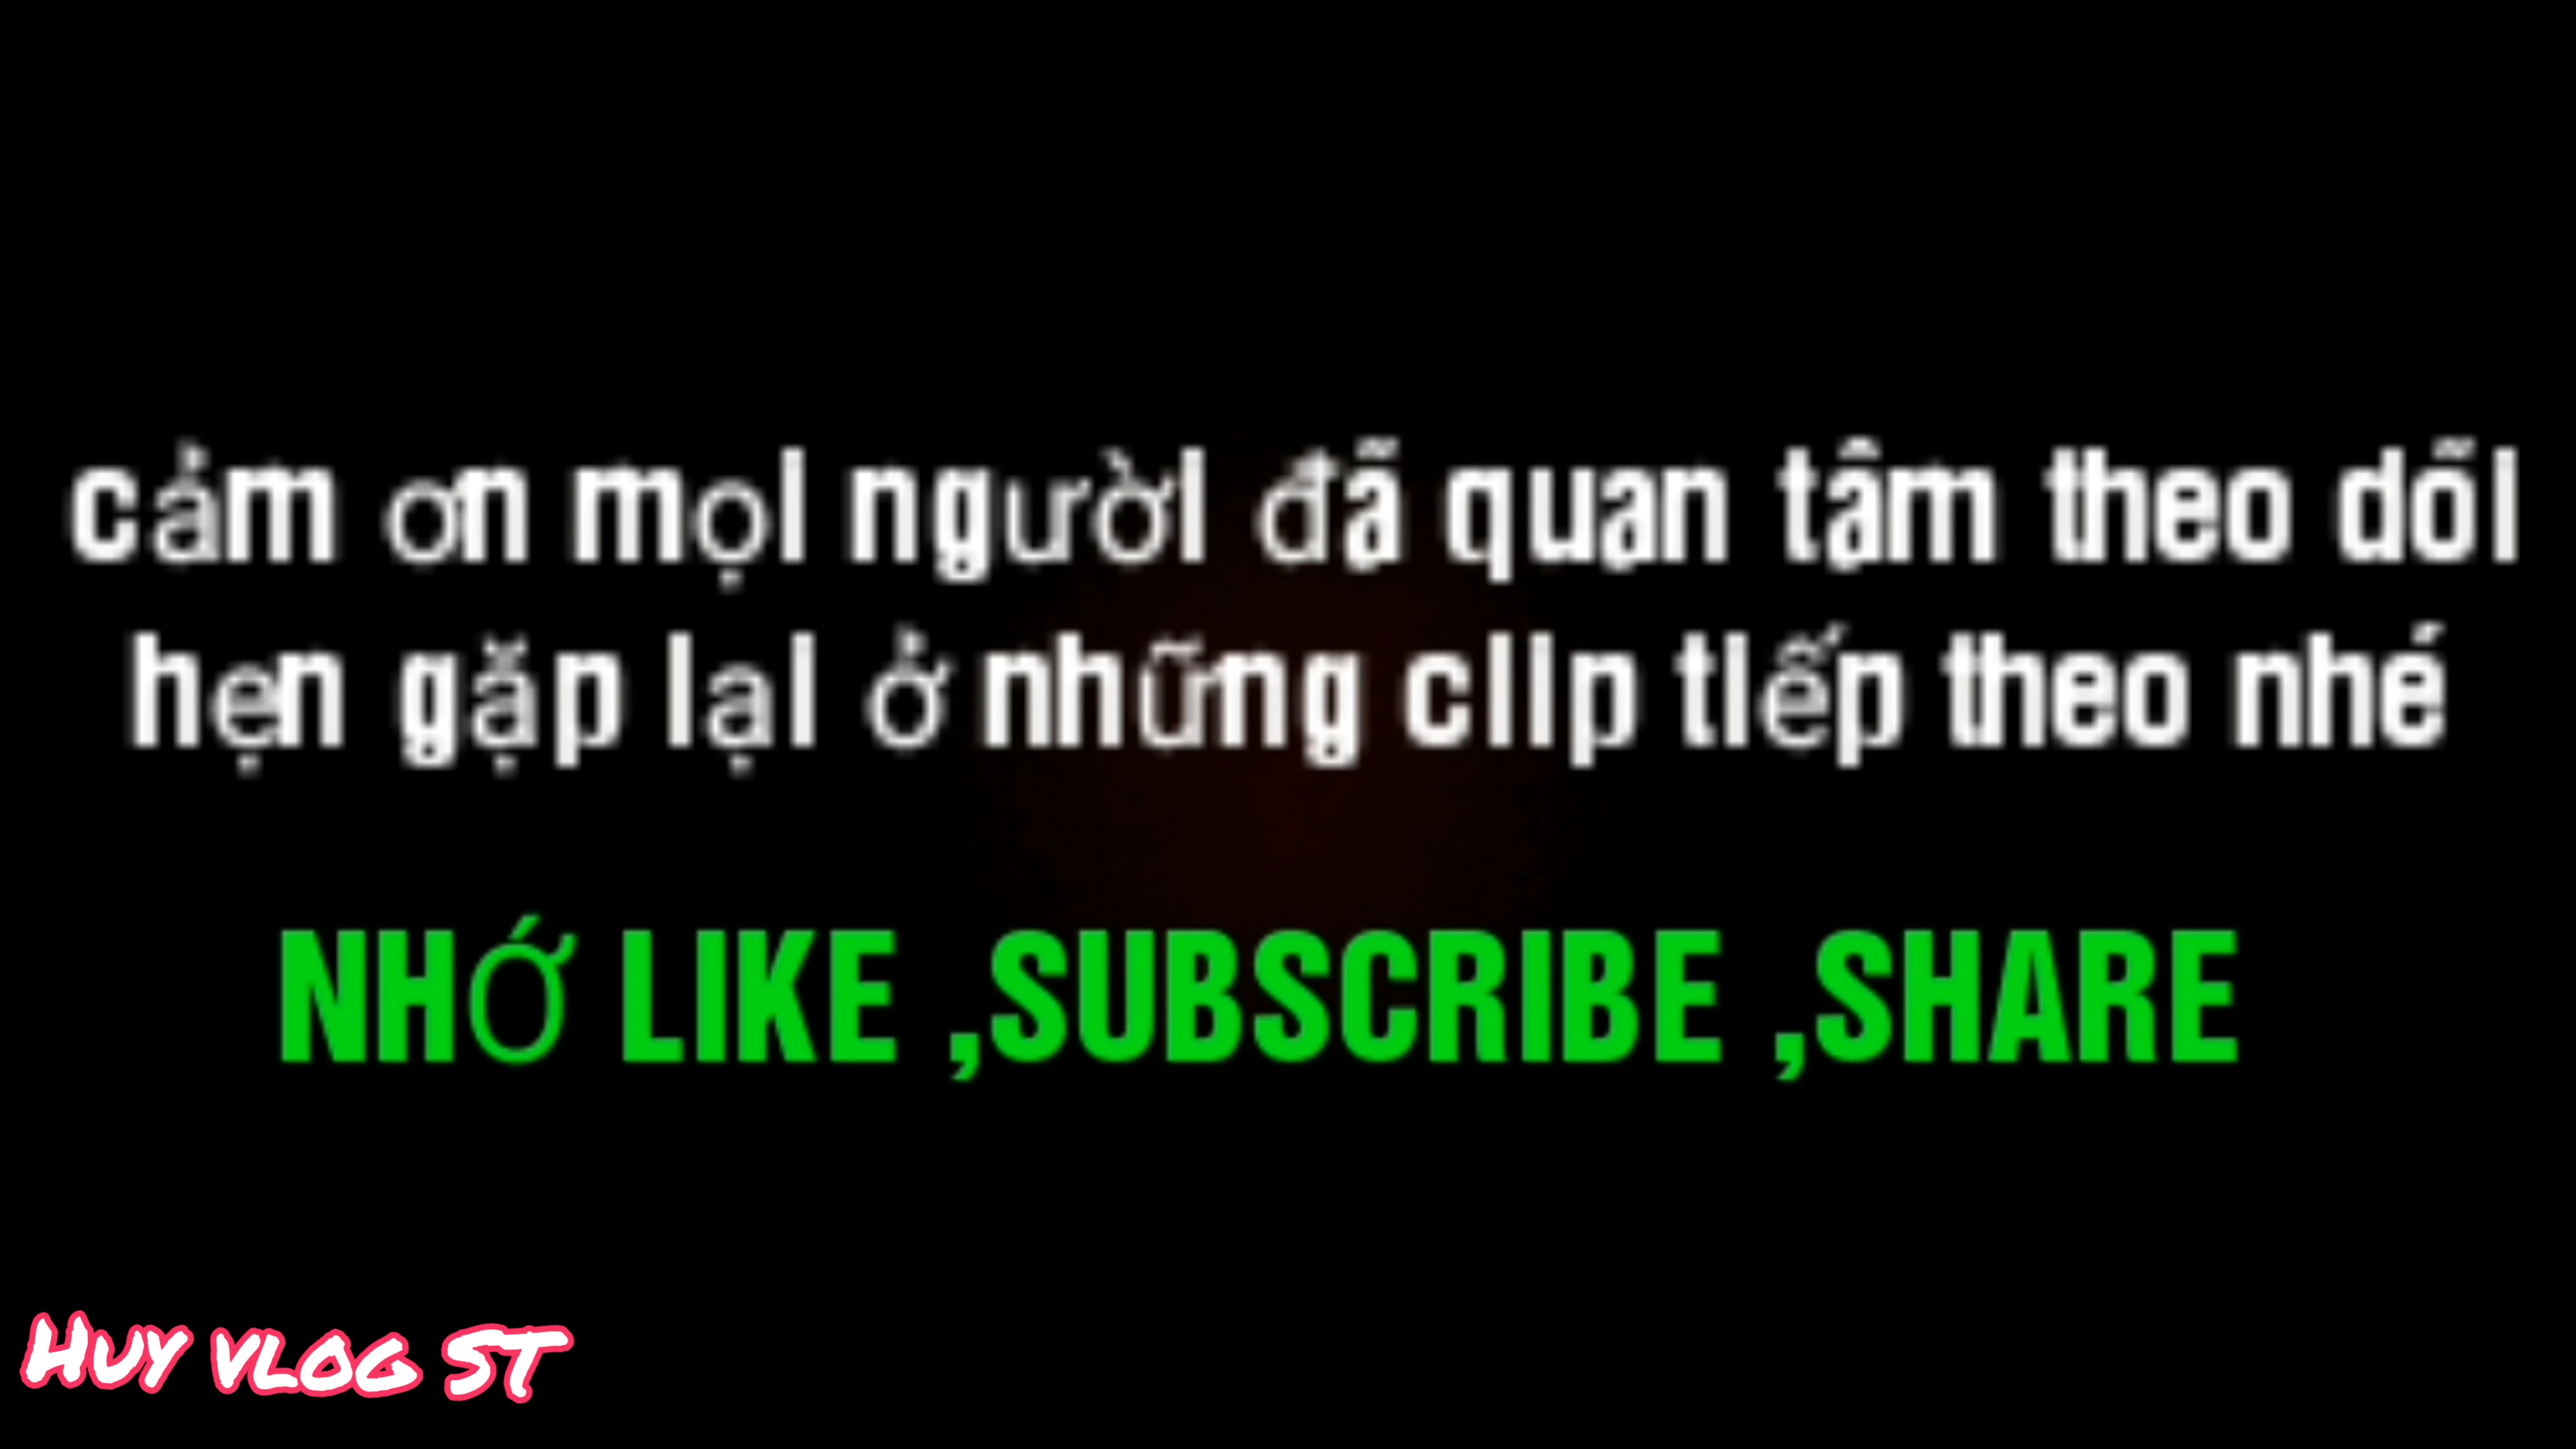 cảm ơn mọi người đã quan tâm theo dõi
hẹn gặp lại ở những clip tiếp theo nhé
NHỚ LIKE ,SUBSCRIBE ,SHARE
HUY VLOG ST